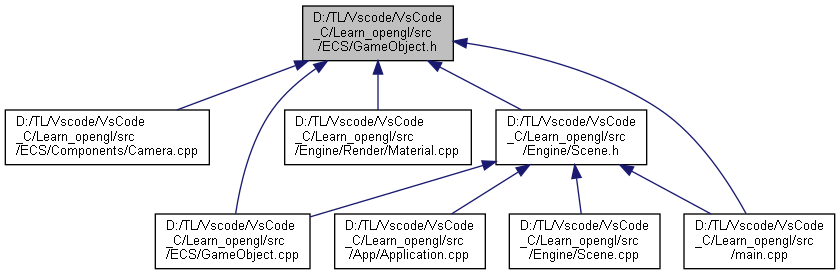 D:/TL/Vscode/VsCode
_C/Learn_opengl/src
/ECS/GameObject.h
D:/TL/Vscode/VsCode
_C/Learn_opengl/src
/ECS/Components/Camera.cpp
D:/TL/Vscode/VsCode
_C/Learn_opengl/src
/Engine/Render/Material.cpp
D:/TL/Vscode/VsCode
_C/Learn_opengl/src
/Engine/Scene.h
D:/TL/Vscode/VsCode
_C/Learn_opengl/src
/ECS/GameObject.cpp
D:/TL/Vscode/VsCode
_C/Learn_opengl/src
/App/Application.cpp
D:/TL/Vscode/VsCode
_C/Learn_opengl/src
/Engine/Scene.cpp
D:/TL/Vscode/VsCode
_C/Learn_opengl/src
/main.cpp